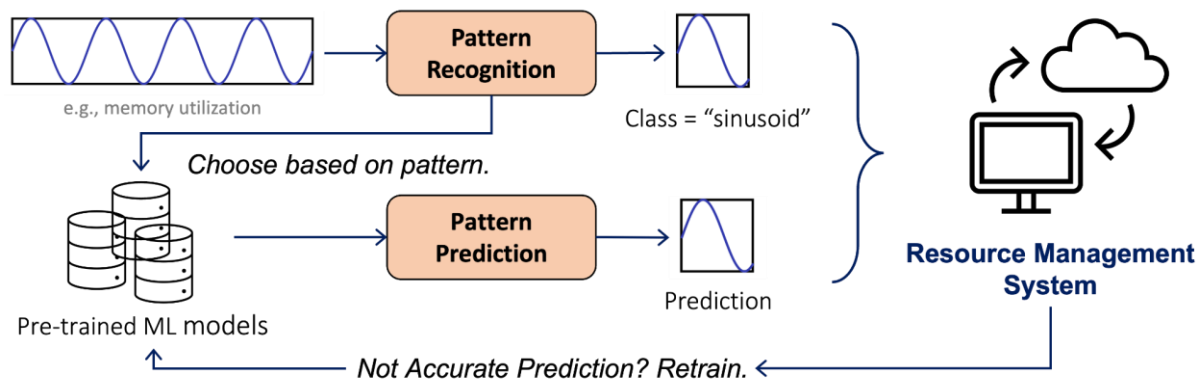 Pattern
Recognition
e.g., memory utilization
Class = “sinusoid”
Choose based on pattern.
Pattern
Prediction
Resource Management
System
Prediction
Pre-trained ML models
Not Accurate Prediction? Retrain.